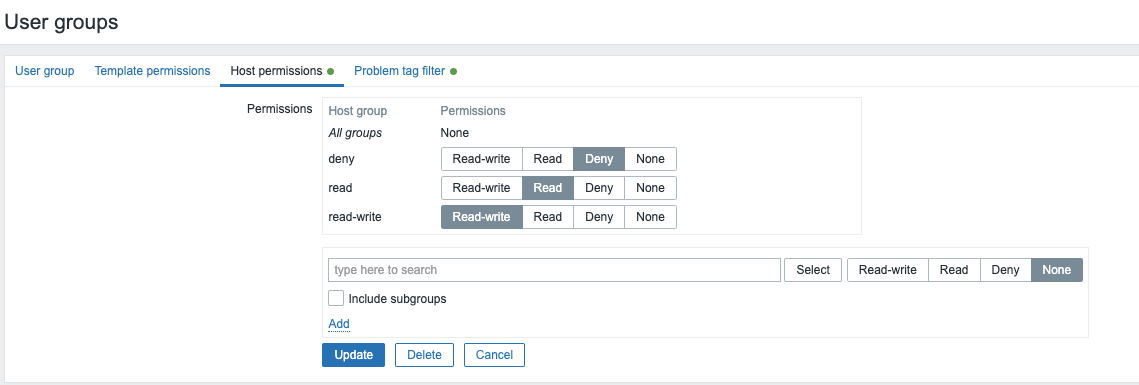 User groups
User group Template permissions Host permissions Problem tag filter
Permissions Host group Permissions
All groups None
deny Read-write Read Deny None
read Read-write Read Deny None
read-write Read-write Read Deny None
type here to search Select Read-write Read Deny None
Include subgroups
Add
Update Delete Cancel